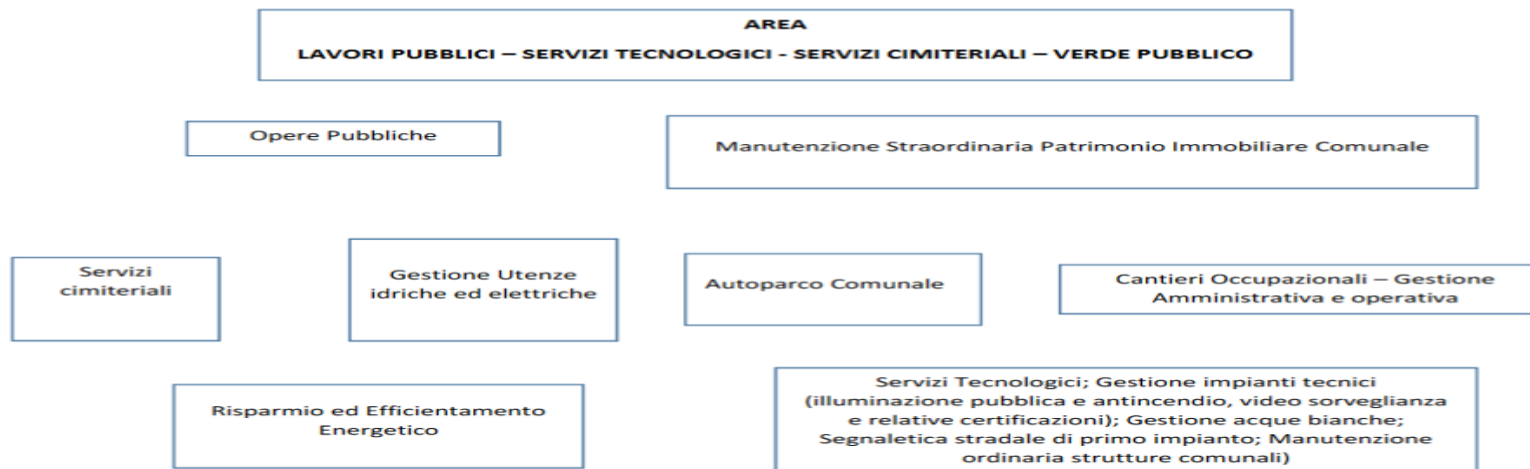 AREA
LAVORI PUBBLICI – SERVIZI TECNOLOGICI - SERVIZI CIMITERIALI – VERDE PUBBLICO
Opere Pubbliche
Manutenzione Straordinaria Patrimonio Immobiliare Comunale
Servizi
cimiteriali
Gestione Utenze
idriche ed elettriche
Autoparco Comunale
Cantieri Occupazionali – Gestione
Amministrativa e operativa
Risparmio ed Efficientamento
Energetico
Servizi Tecnologici; Gestione impianti tecnici
(illuminazione pubblica e antincendio, video sorveglianza
e relative certificazioni); Gestione acque bianche;
Segnaletica stradale di primo impianto; Manutenzione
ordinaria strutture comunali)